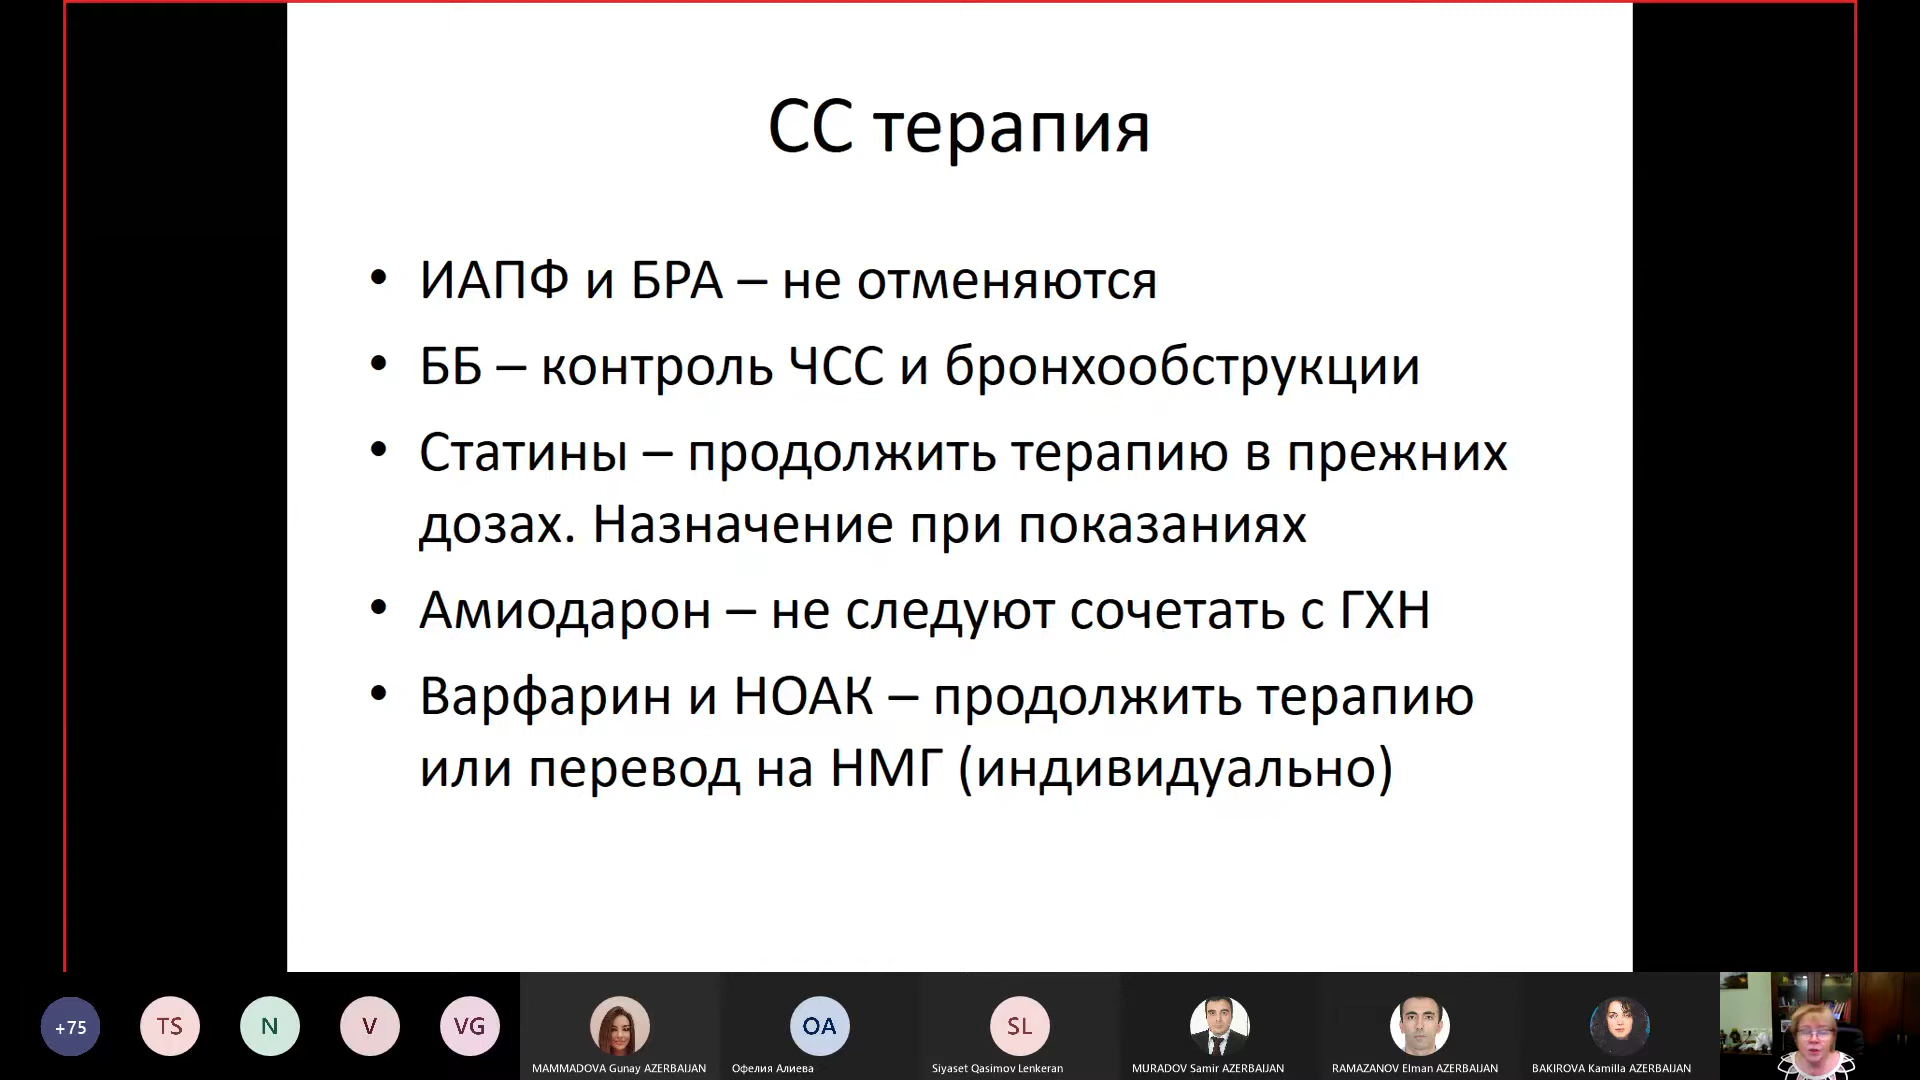 СС терапия
• ИАПФ и БРА – не отменяются
• ББ – контроль ЧСС и бронхообструкции
• Статины – продолжить терапию в прежних
дозах. Назначение при показаниях
• Амиодарон – не следуют сочетать с ГХН
• Варфарин и НОАК – продолжить терапию
или перевод на НМГ (индивидуально)
+75
TS
N
V
VG
OA
SL
MAMMADOVA Gunay AZERBAIJAN
Офелия Алиева
Siyaset Qasimov Lenkeran
MURADOV Samir AZERBAIJAN
RAMAZANOV Elman AZERBAIJAN
BAKIROVA Kamilla AZERBAIJAN